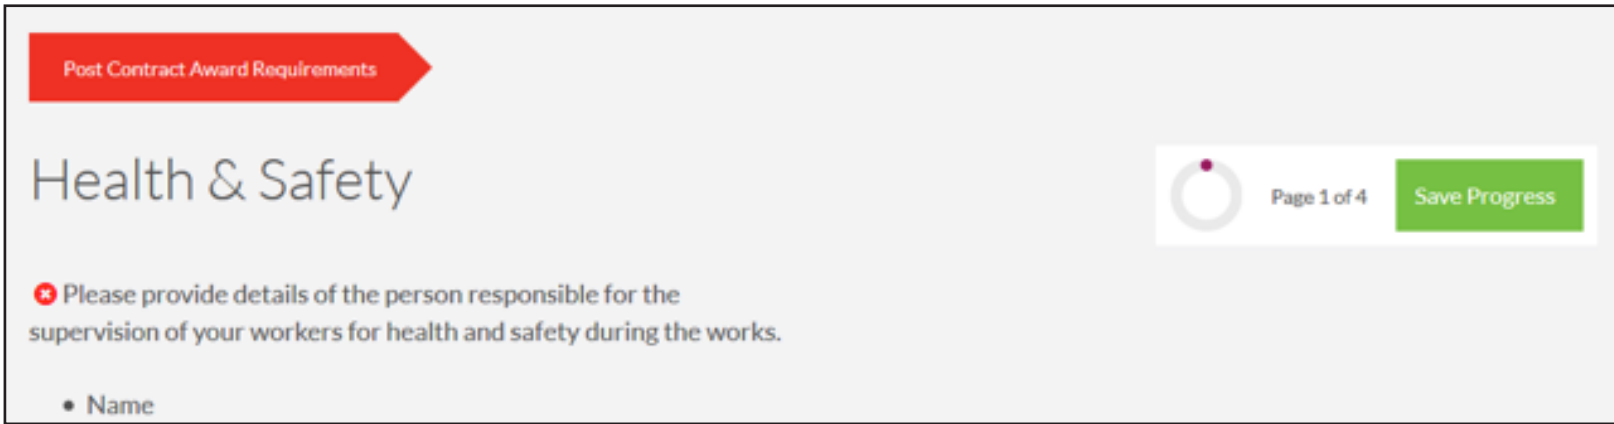 Post Contract Award Requirements
Health & Safety
Page 1 of 4
Save Progress
Please provide details of the person responsible for the
supervision of your workers for health and safety during the works.
• Name